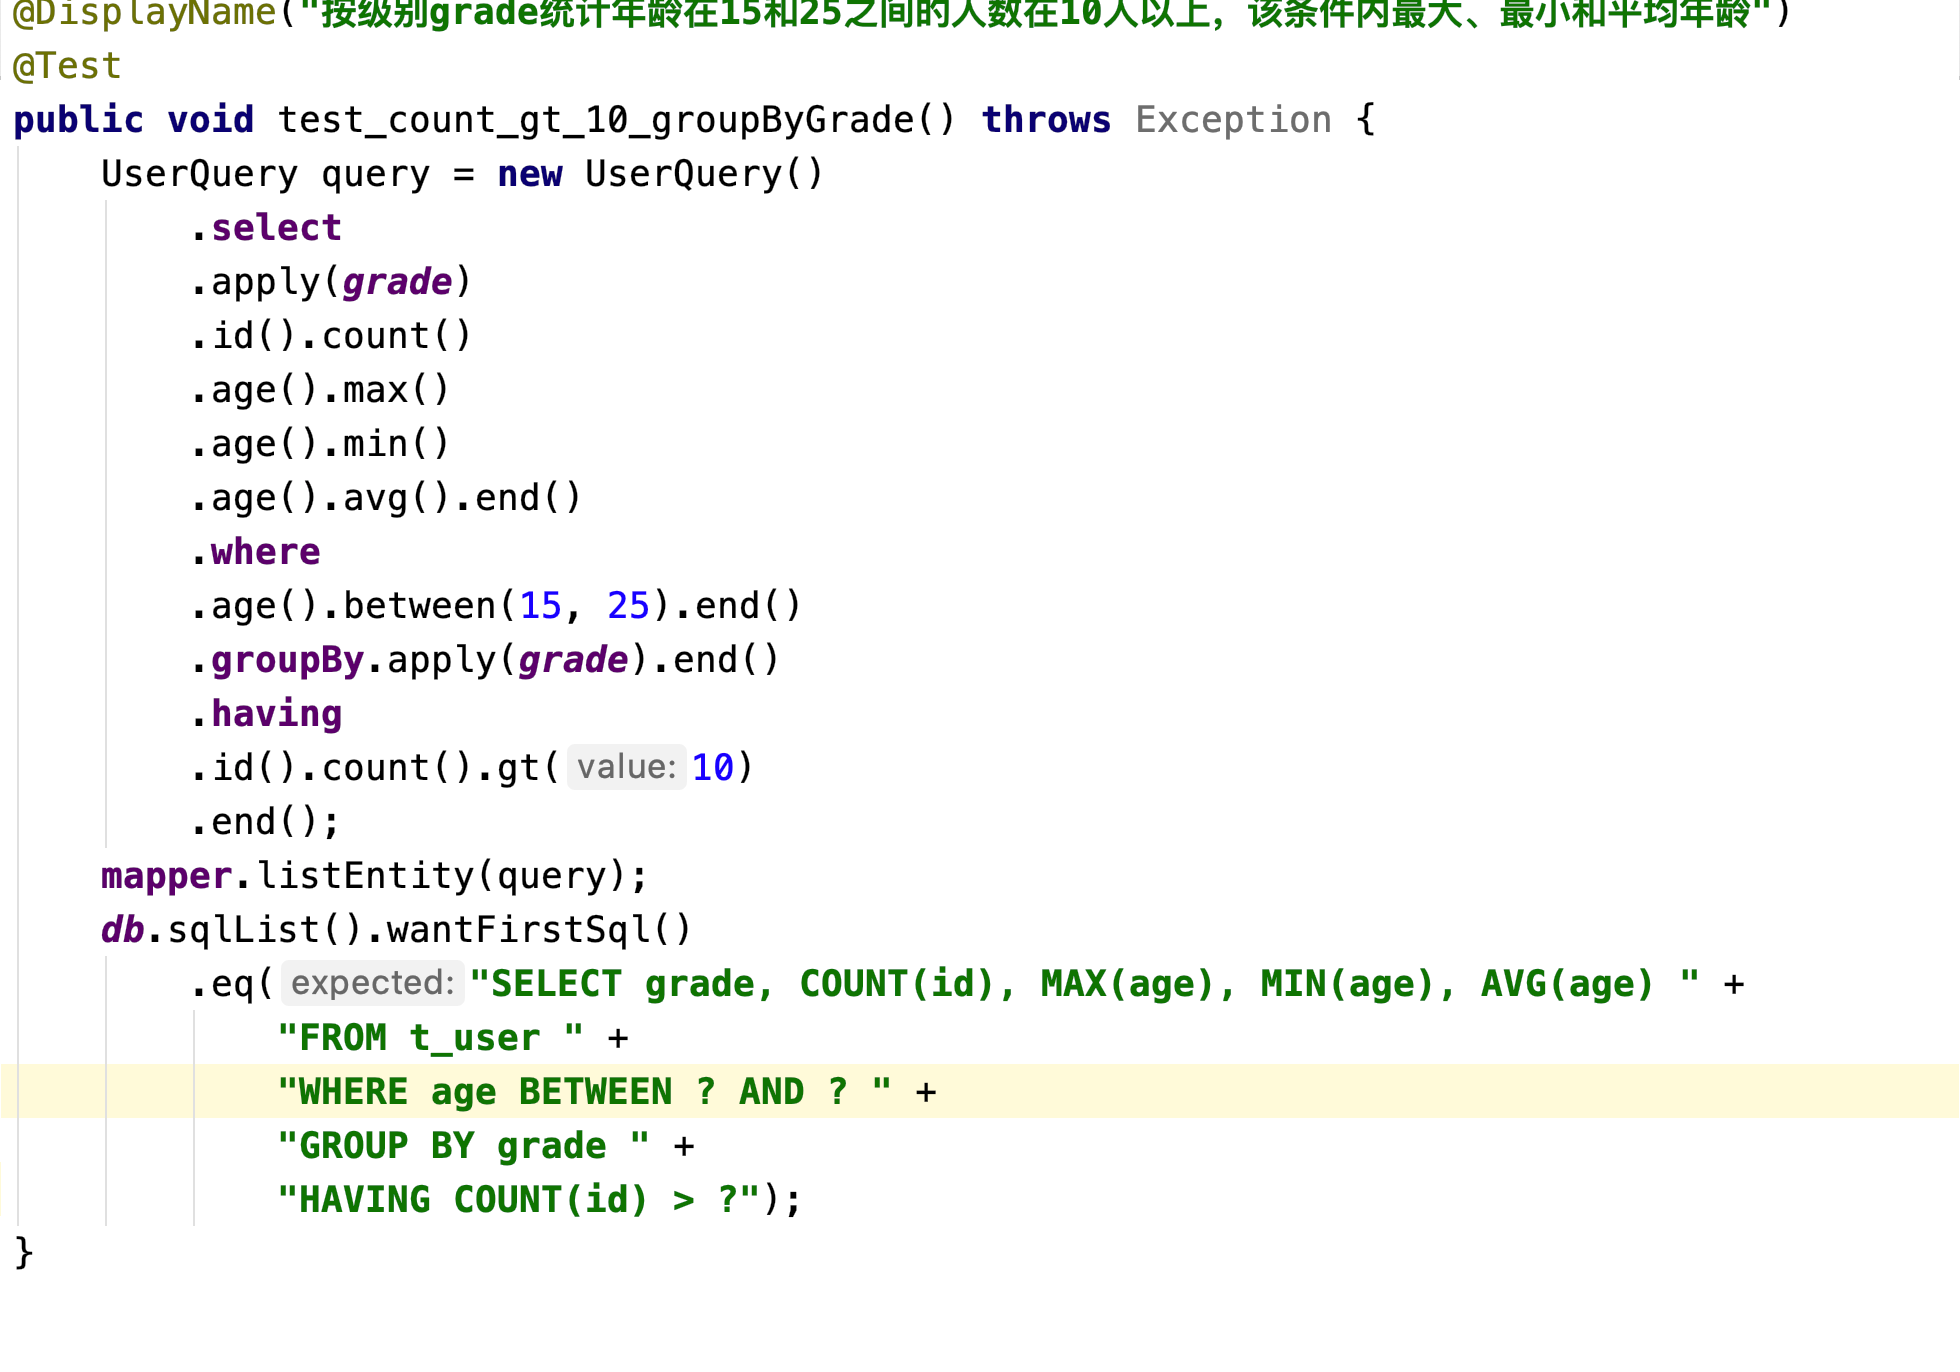 @DisplayName("按级别grade统计年龄在15和25之间的人数在10人以上，该条件内最大、最小和平均年龄")
@Test
public void test_count_gt_10_groupByGrade() throws Exception {
    UserQuery query = new UserQuery()
        .select
        .apply(grade)
        .id().count()
        .age().max()
        .age().min()
        .age().avg().end()
        .where
        .age().between(15, 25).end()
        .groupBy.apply(grade).end()
        .having
        .id().count().gt( value: 10)
        .end();
    mapper.listEntity(query);
    db.sqlList().wantFirstSql()
        .eq( expected: "SELECT grade, COUNT(id), MAX(age), MIN(age), AVG(age) " +
            "FROM t_user " +
            "WHERE age BETWEEN ? AND ? " +
            "GROUP BY grade " +
            "HAVING COUNT(id) > ?");
}